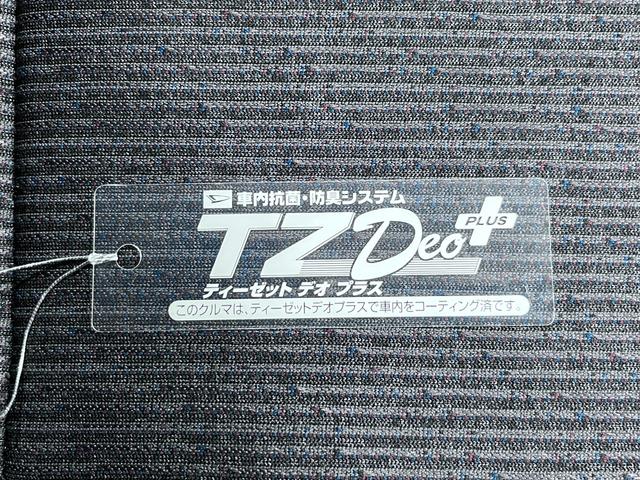 車内抗菌・防臭システム
TZ Deo PLUS
ティーゼット デオ プラス
このクルマは、ティーゼットデオプラスで車内をコーティング済です。